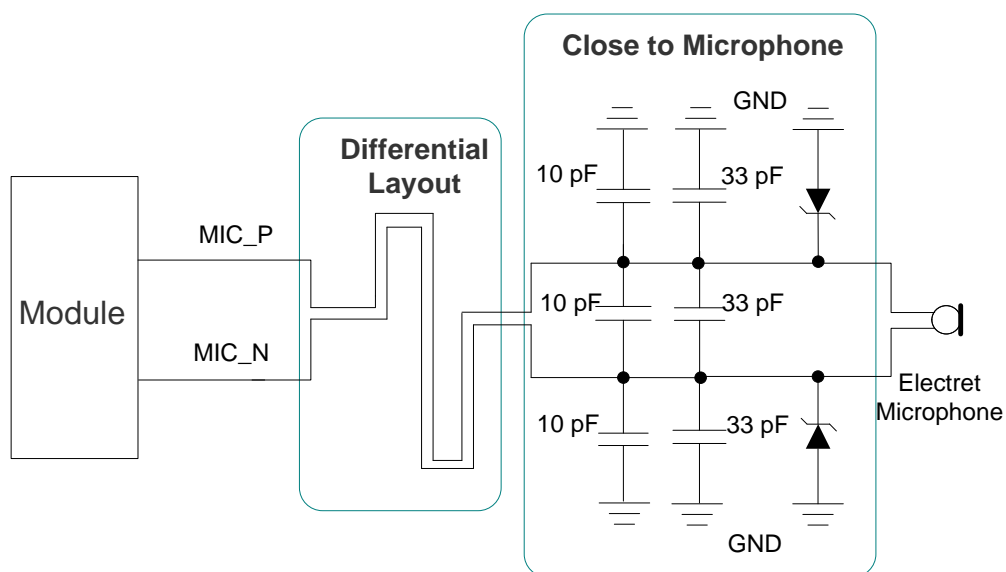 Close to Microphone
GND
Differential
Layout
10 pF
33 pF
MIC_P
Module
10 pF
33 pF
MIC_N
Electret
Microphone
10 pF
33 pF
GND